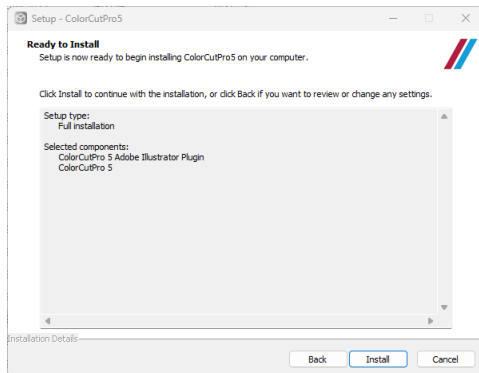 Setup - ColorCutPro5
Ready to Install
Setup is now ready to begin installing ColorCutPro5 on your computer.
Click Install to continue with the installation, or click Back if you want to review or change any settings.
Setup type:
Full installation
Selected components:
ColorCutPro 5 Adobe Illustrator Plugin
ColorCutPro 5
Installation Details
Back Install Cancel